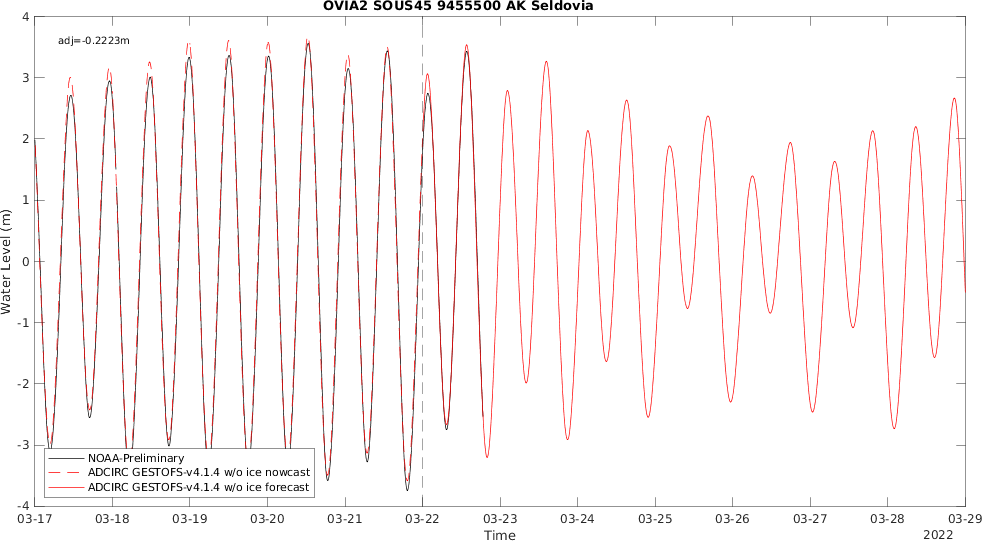 OVIA2 SOUS45 9455500 AK Seldovia
adj=-0.2223m
4
3
2
1
0
-1
-2
-3
-4
Water Level (m)
NOAA-Preliminary
ADCIRC GESTOFS-v4.1.4 w/o ice nowcast
ADCIRC GESTOFS-v4.1.4 w/o ice forecast
03-17 03-18 03-19 03-20 03-21 03-22 03-23 03-24 03-25 03-26 03-27 03-28 03-29
Time
2022